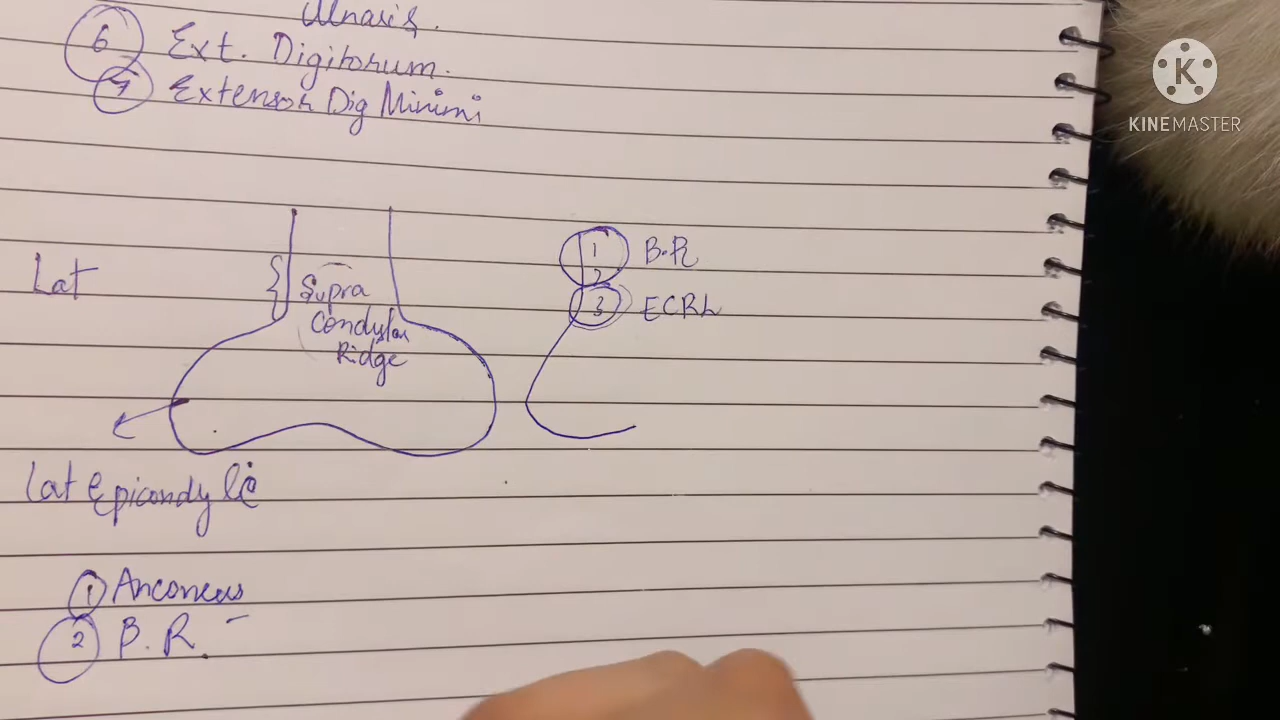 Ulnaris.
6 Ext. Digitorum.
7 Extensor Dig Minimi
K
KINEMASTER
Lat
Supra
Condylar
Ridge
1 B.R
2
3 ECRL
Lat Epicondyle
1 Anconeus
2 B.R.